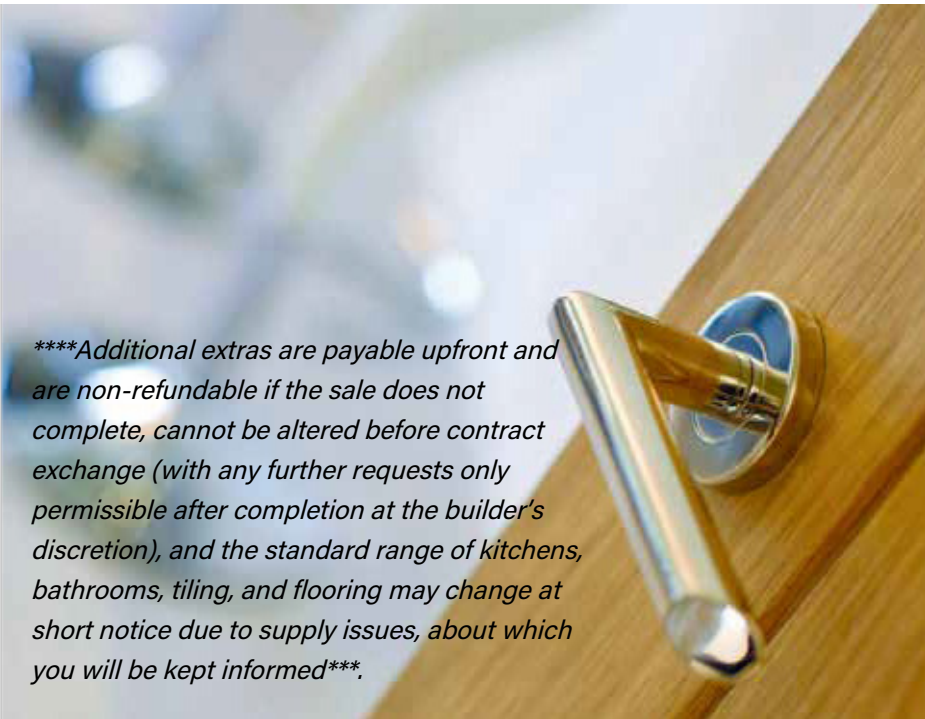 ****Additional extras are payable upfront and
are non-refundable if the sale does not
complete, cannot be altered before contract
exchange (with any further requests only
permissible after completion at the builder's
discretion), and the standard range of kitchens,
bathrooms, tiling, and flooring may change at
short notice due to supply issues, about which
you will be kept informed***.